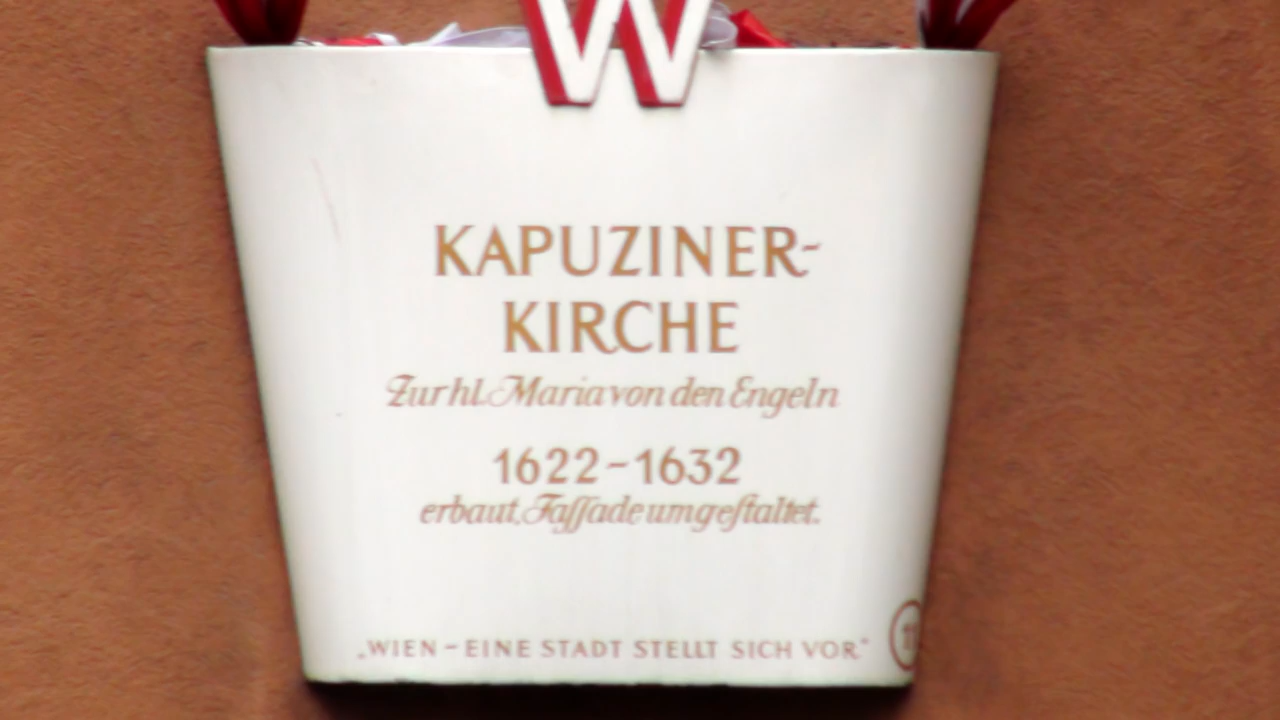 W
KAPUZINER-
KIRCHE
Zur hl. Maria von den Engeln
1622-1632
erbaut, Faſſade umgeſtaltet.
„WIEN - EINE STADT STELLT SICH VOR"